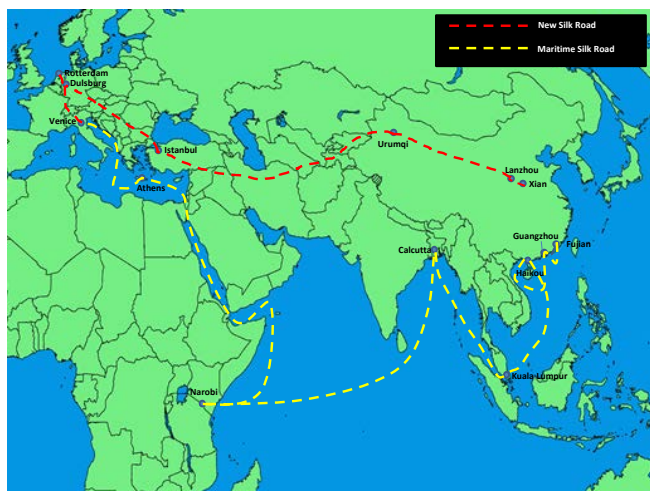 New Silk Road
Maritime Silk Road
Rotterdam
Dulsburg
Venice
Istanbul
Urumqi
Lanzhou
Xian
Athens
Guangzhou
Fujian
Calcutta
Haikou
Kuala Lumpur
Narobi